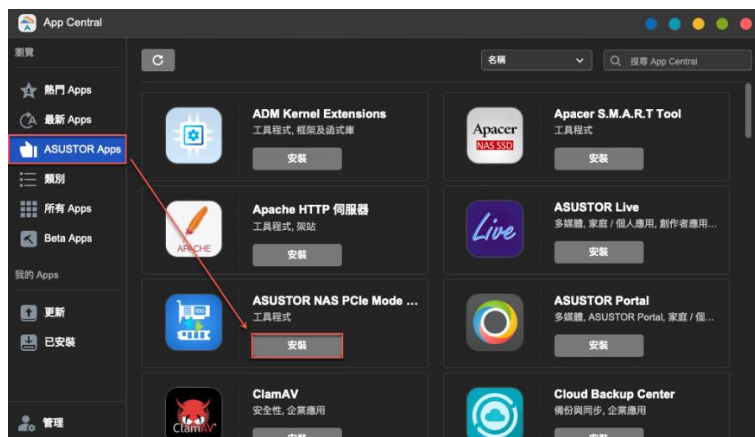 App Central
瀏覽
熱門 Apps
最新 Apps
ASUSTOR Apps
類別
所有 Apps
Beta Apps
我的 Apps
更新
已安裝
管理
名稱
搜尋 App Central
ADM Kernel Extensions
工具程式, 框架及函式庫
安裝
Apacer
NAS SSD
Apacer S.M.A.R.T Tool
工具程式
安裝
APACHE
Apache HTTP 伺服器
工具程式, 架站
安裝
Live
ASUSTOR Live
多媒體, 家庭 / 個人應用, 創作者應用...
安裝
ASUSTOR NAS PCIe Mode ...
工具程式
安裝
ASUSTOR Portal
多媒體, ASUSTOR Portal, 家庭 / 個...
安裝
ClamAV
ClamAV
安全性, 企業應用
Cloud Backup Center
備份與同步, 企業應用